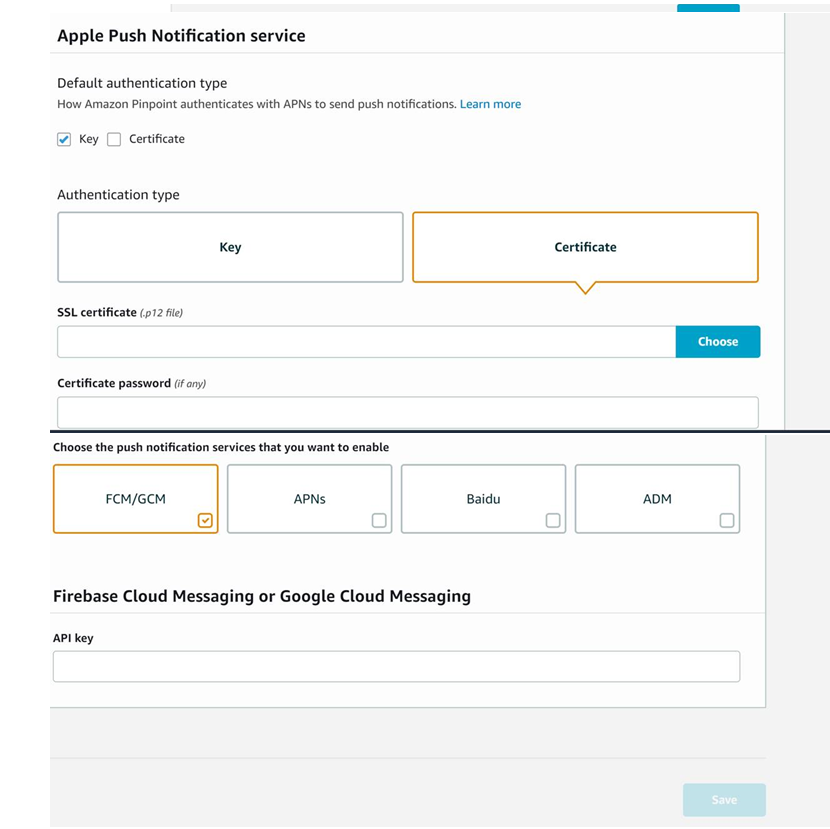 Apple Push Notification service
Default authentication type
How Amazon Pinpoint authenticates with APNs to send push notifications. Learn more
Key Certificate
Authentication type
Key Certificate
SSL certificate (.p12 file)
Choose
Certificate password (if any)
Choose the push notification services that you want to enable
FCM/GCM APNs Baidu ADM
Firebase Cloud Messaging or Google Cloud Messaging
API key
Save